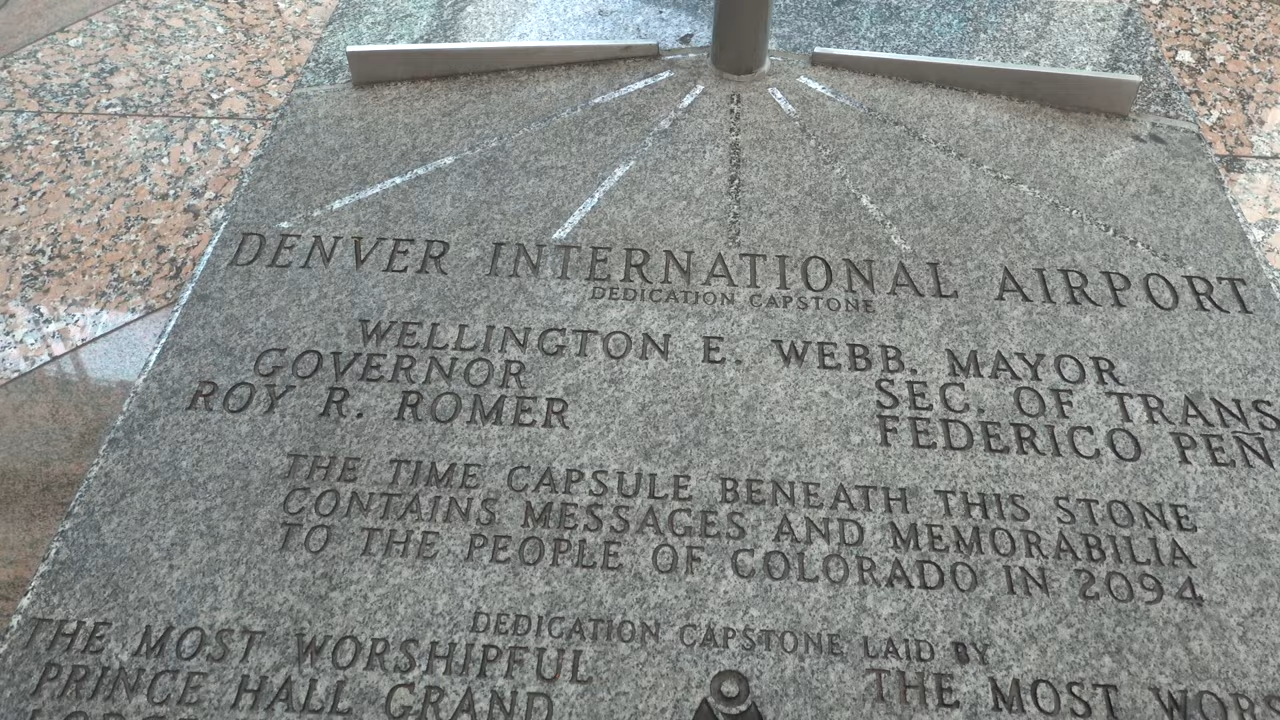 DENVER INTERNATIONAL AIRPORT
DEDICATION CAPSTONE
WELLINGTON E. WEBB. MAYOR
GOVERNOR
ROY R. ROMER
SEC. OF TRANS
FEDERICO PEÑ
THE TIME CAPSULE BENEATH THIS STONE
CONTAINS MESSAGES AND MEMORABILIA
TO THE PEOPLE OF COLORADO IN 2094
DEDICATION CAPSTONE LAID BY
THE MOST WORSHIPFUL
PRINCE HALL GRAND
THE MOST WORS